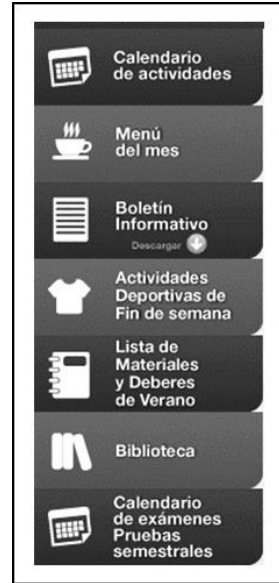 Calendario
de actividades
Menú
del mes
Boletín
Informativo
Descargar
Actividades
Deportivas de
Fin de semana
Lista de
Materiales
y Deberes
de Verano
Biblioteca
Calendario
de exámenes
Pruebas
semestrales